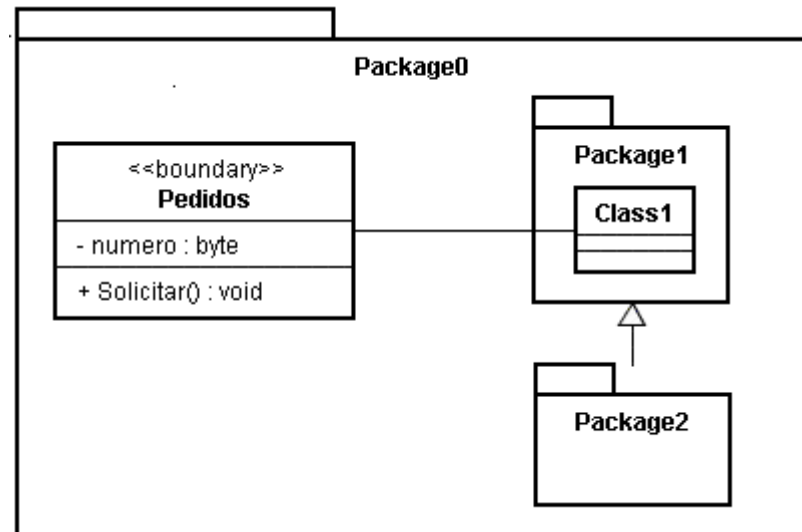 Package0
<<boundary>>
Pedidos
- numero : byte
+ Solicitar() : void
Package1
Class1
Package2